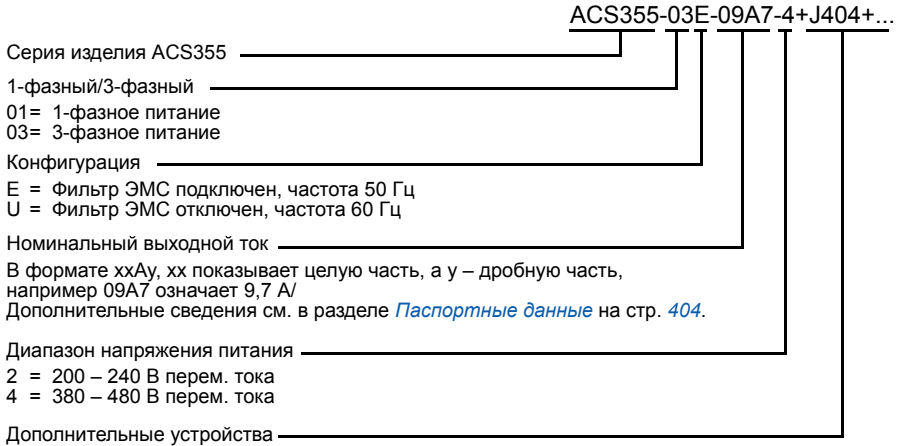 ACS355-03E-09A7-4+J404+...
Серия изделия ACS355
1-фазный/3-фазный
01= 1-фазное питание
03= 3-фазное питание
Конфигурация
E = Фильтр ЭМС подключен, частота 50 Гц
U = Фильтр ЭМС отключен, частота 60 Гц
Номинальный выходной ток
В формате xxAy, xx показывает целую часть, а y – дробную часть,
например 09A7 означает 9,7 А/
Дополнительные сведения см. в разделе Паспортные данные на стр. 404.
Диапазон напряжения питания
2 = 200 – 240 В перем. тока
4 = 380 – 480 В перем. тока
Дополнительные устройства